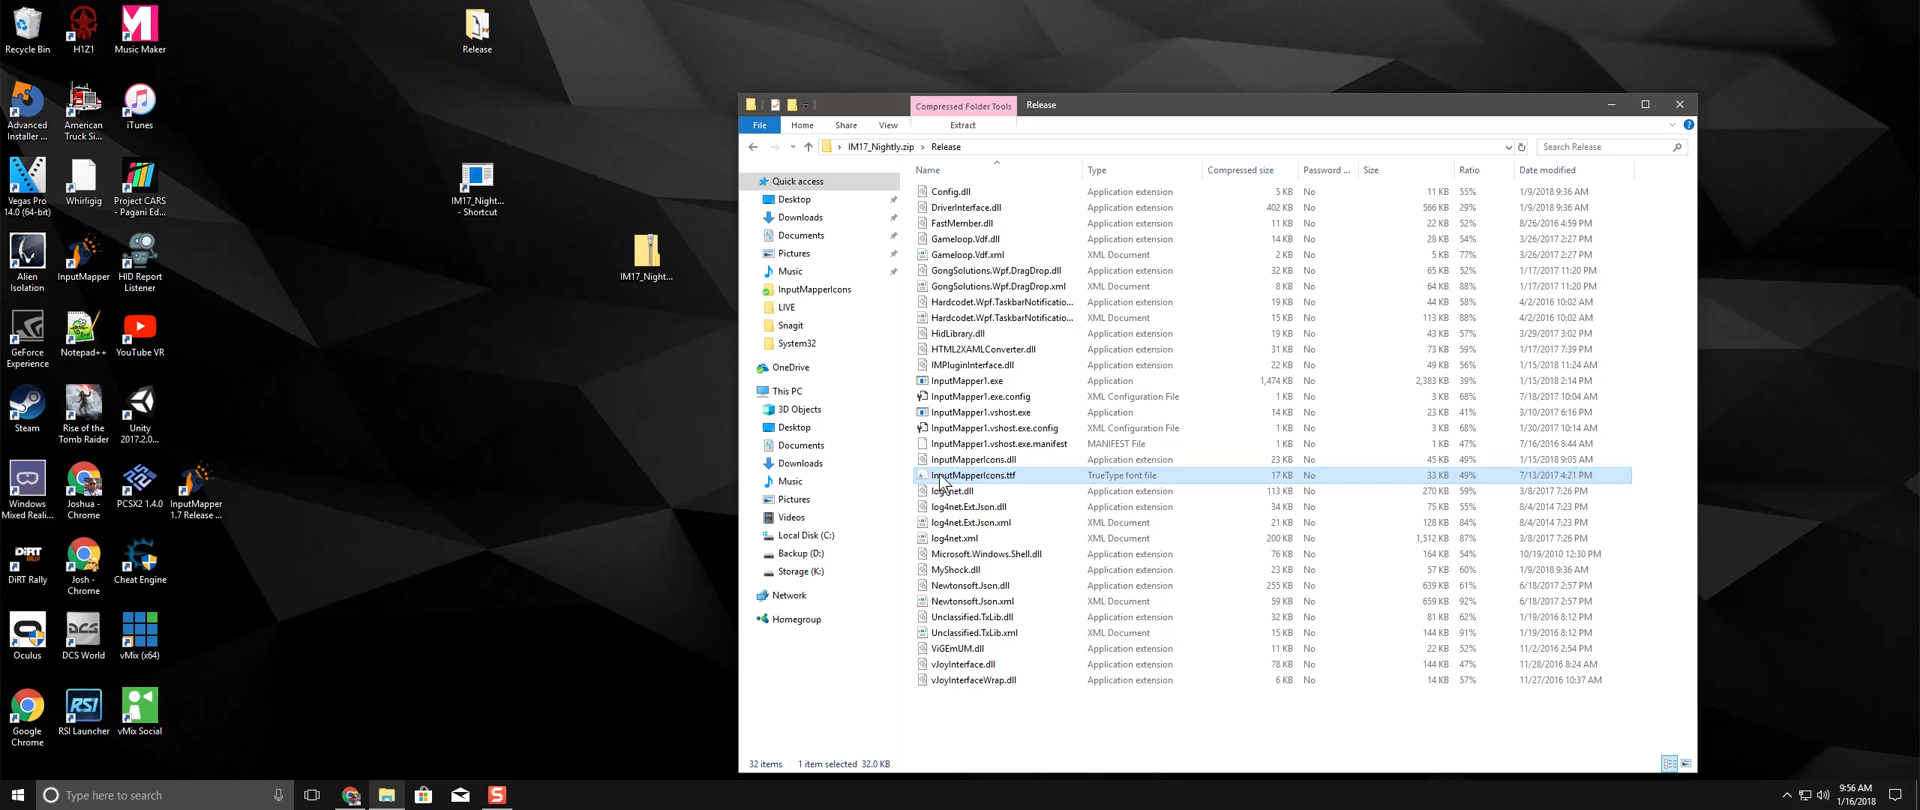 Recycle Bin
H1Z1
Music Maker
Release
Advanced
Installer ...
American
Truck Si...
iTunes
Vegas Pro
14.0 (64-bit)
Whirligig
Project CARS
- Pagani Ed...
IM17_Night...
- Shortcut
Alien
Isolation
InputMapper
HID Report
Listener
IM17_Night...
GeForce
Experience
Notepad++
YouTube VR
Steam
Rise of the
Tomb Raider
Unity
2017.2.0...
Windows
Mixed Reali...
Joshua -
Chrome
PCSX2 1.4.0
InputMapper
1.7 Release ...
DiRT Rally
Josh -
Chrome
Cheat Engine
Oculus
DCS World
vMix (x64)
Google
Chrome
RSI Launcher
vMix Social
Compressed Folder Tools
Release
File
Home
Share
View
Extract
IM17_Nightly.zip › Release
Search Release
Quick access
Desktop
Downloads
Documents
Pictures
Music
InputMapperIcons
LIVE
Snagit
System32
OneDrive
This PC
3D Objects
Desktop
Documents
Downloads
Music
Pictures
Videos
Local Disk (C:)
Backup (D:)
Storage (K:)
Network
Homegroup
Name Type Compressed size Password ... Size Ratio Date modified
Config.dll Application extension 5 KB No 11 KB 55% 1/9/2018 9:36 AM
DriverInterface.dll Application extension 402 KB No 566 KB 29% 1/9/2018 9:36 AM
FastMember.dll Application extension 11 KB No 22 KB 52% 8/26/2016 4:59 PM
Gameloop.Vdf.dll Application extension 14 KB No 28 KB 54% 3/26/2017 2:27 PM
Gameloop.Vdf.xml XML Document 2 KB No 5 KB 77% 3/26/2017 2:27 PM
GongSolutions.Wpf.DragDrop.dll Application extension 32 KB No 65 KB 52% 1/17/2017 11:20 PM
GongSolutions.Wpf.DragDrop.xml XML Document 8 KB No 64 KB 88% 1/17/2017 11:20 PM
Hardcodet.Wpf.TaskbarNotificatio... Application extension 19 KB No 44 KB 58% 4/2/2016 10:02 AM
Hardcodet.Wpf.TaskbarNotificatio... XML Document 15 KB No 113 KB 88% 4/2/2016 10:02 AM
HidLibrary.dll Application extension 19 KB No 43 KB 57% 3/29/2017 3:02 PM
HTML2XAMLConverter.dll Application extension 31 KB No 73 KB 59% 1/17/2017 7:39 PM
IMPluginInterface.dll Application extension 22 KB No 49 KB 56% 1/15/2018 11:24 AM
InputMapper1.exe Application 1,474 KB No 2,383 KB 39% 1/15/2018 2:14 PM
InputMapper1.exe.config XML Configuration File 1 KB No 3 KB 68% 7/18/2017 10:04 AM
InputMapper1.vshost.exe Application 14 KB No 23 KB 41% 3/10/2017 6:16 PM
InputMapper1.vshost.exe.config XML Configuration File 1 KB No 3 KB 68% 1/30/2017 10:14 AM
InputMapper1.vshost.exe.manifest MANIFEST File 1 KB No 1 KB 47% 7/16/2016 8:44 AM
InputMapperIcons.dll Application extension 23 KB No 45 KB 49% 1/15/2018 9:05 AM
InputMapperIcons.ttf TrueType font file 17 KB No 33 KB 49% 7/13/2017 4:21 PM
log4net.dll Application extension 113 KB No 270 KB 59% 3/8/2017 7:26 PM
log4net.Ext.Json.dll Application extension 34 KB No 75 KB 55% 8/4/2014 7:23 PM
log4net.Ext.Json.xml XML Document 21 KB No 128 KB 84% 8/4/2014 7:23 PM
log4net.xml XML Document 200 KB No 1,512 KB 87% 3/8/2017 7:26 PM
Microsoft.Windows.Shell.dll Application extension 76 KB No 164 KB 54% 10/19/2010 12:30 PM
MyShock.dll Application extension 23 KB No 57 KB 60% 1/9/2018 9:36 AM
Newtonsoft.Json.dll Application extension 255 KB No 639 KB 61% 6/18/2017 2:57 PM
Newtonsoft.Json.xml XML Document 59 KB No 659 KB 92% 6/18/2017 2:57 PM
Unclassified.TxLib.dll Application extension 32 KB No 81 KB 62% 1/19/2016 8:12 PM
Unclassified.TxLib.xml XML Document 15 KB No 144 KB 91% 1/19/2016 8:12 PM
ViGEmUM.dll Application extension 11 KB No 22 KB 52% 11/2/2016 2:54 PM
vJoyInterface.dll Application extension 78 KB No 144 KB 47% 11/28/2016 8:24 AM
vJoyInterfaceWrap.dll Application extension 6 KB No 14 KB 57% 11/27/2016 10:37 AM
32 items 1 item selected 32.0 KB
Type here to search
9:56 AM
1/16/2018